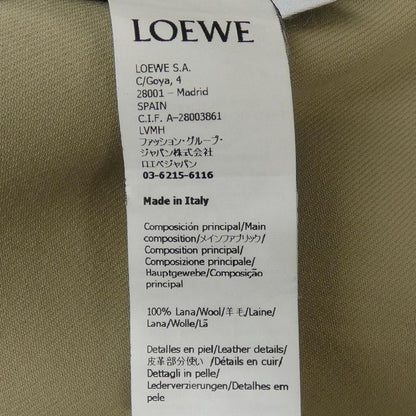 LOEWE
LOEWE S.A.
C/Goya, 4
28001 - Madrid
SPAIN
C.I.F. A-28003861
LVMH
ファッション・グループ・
ジャパン株式会社
ロエベジャパン
03-6215-6116
Made in Italy
Composición principal/Main
composition/メインファブリック/
Composition principal/
Composizione principale/
Hauptgewebe/Composição
principal
100% Lana/Wool/羊毛/Laine/
Lana/Wolle/Lã
Detalles en piel/Leather details/
皮革部分使い /Détails en cuir/
Dettagli in pelle/
Lederverzierungen/Detalhes em
pele